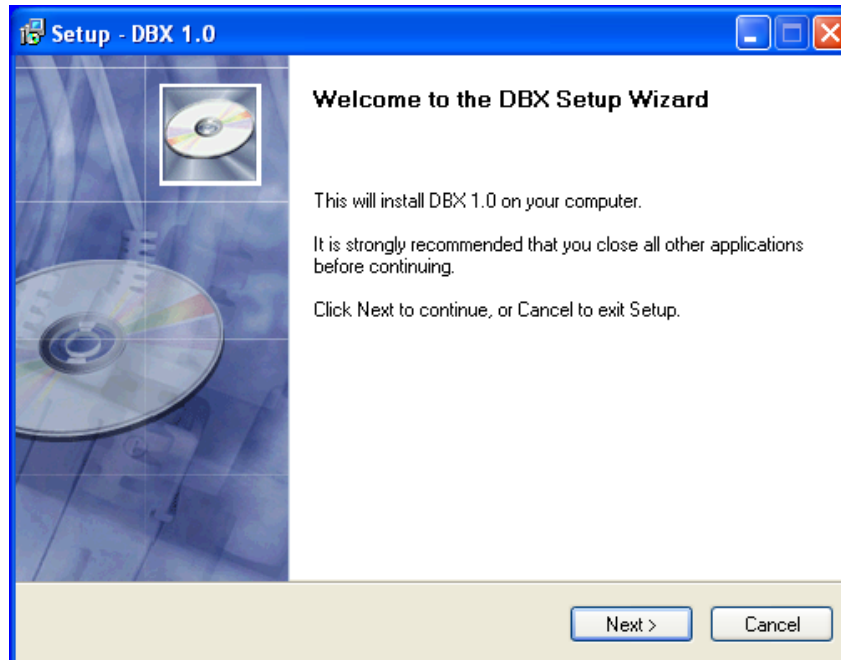 Setup - DBX 1.0
Welcome to the DBX Setup Wizard
This will install DBX 1.0 on your computer.
It is strongly recommended that you close all other applications
before continuing.
Click Next to continue, or Cancel to exit Setup.
Next >
Cancel